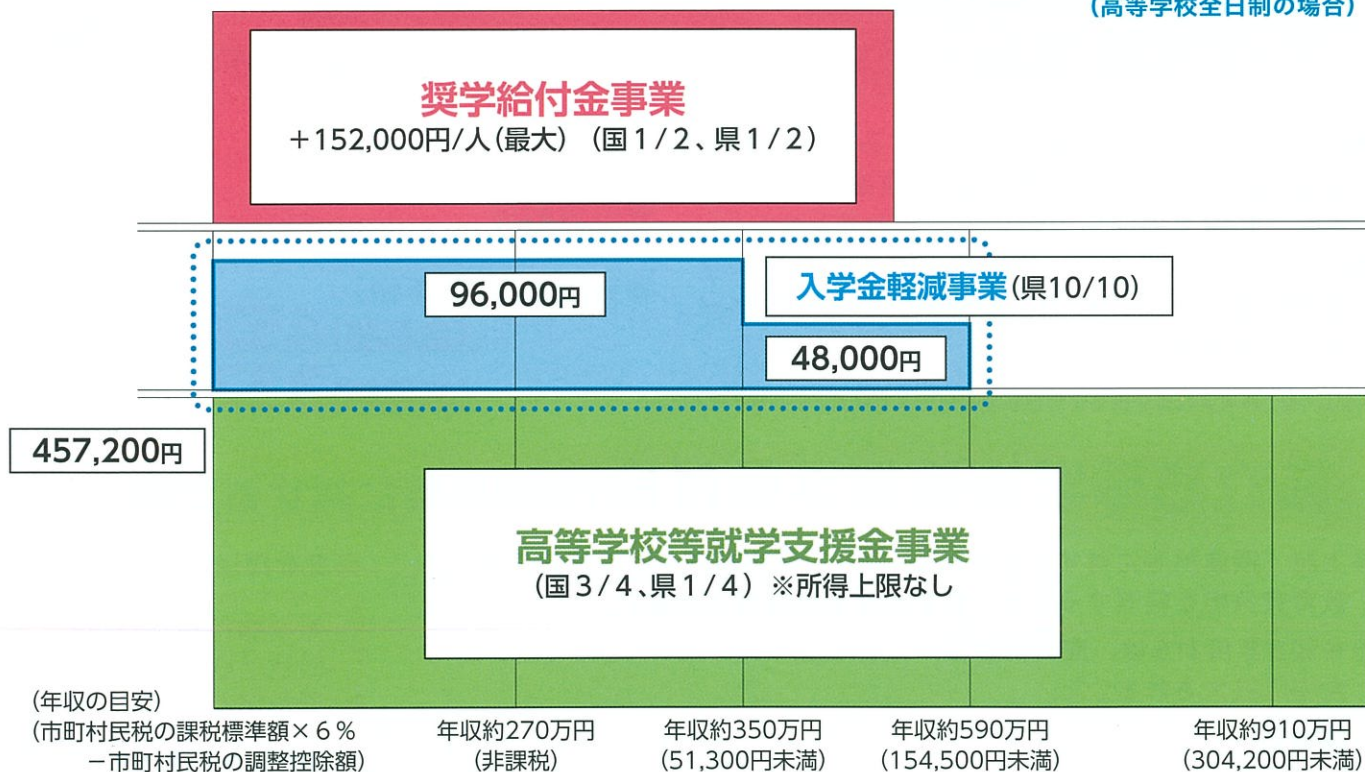 (高等学校全日制の場合)
奨学給付金事業
+152,000円/人(最大) (国1/2、県1/2)
96,000円
入学金軽減事業(県10/10)
48,000円
457,200円
高等学校等就学支援金事業
(国3/4、県1/4) ※所得上限なし
(年収の目安)
(市町村民税の課税標準額×6%
-市町村民税の調整控除額)
年収約270万円
(非課税)
年収約350万円
(51,300円未満)
年収約590万円
(154,500円未満)
年収約910万円
(304,200円未満)